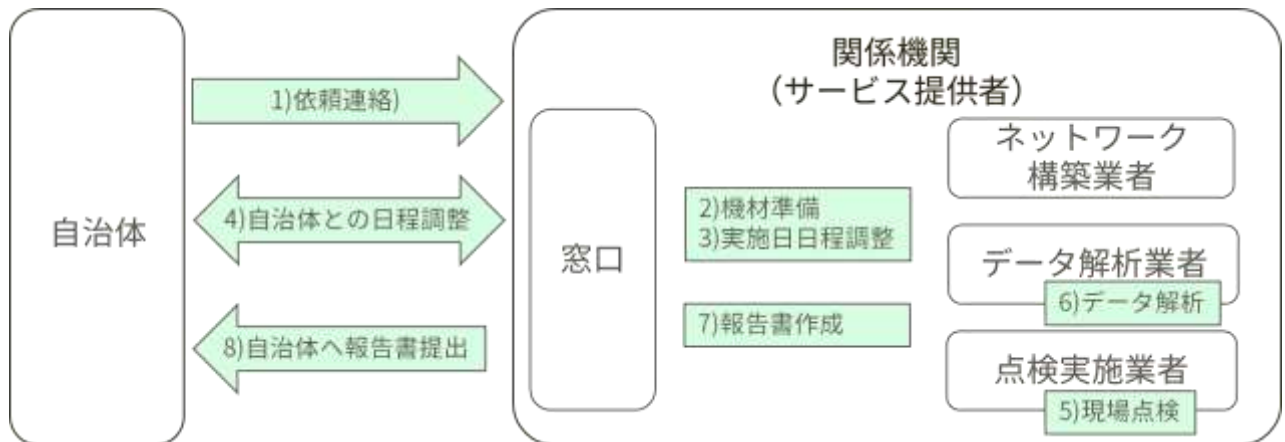 関係機関
（サービス提供者）
1)依頼連絡)
ネットワーク
構築業者
2)機材準備
3)実施日日程調整
4)自治体との日程調整
自治体
窓口
データ解析業者
6)データ解析
7)報告書作成
8)自治体へ報告書提出
点検実施業者
5)現場点検